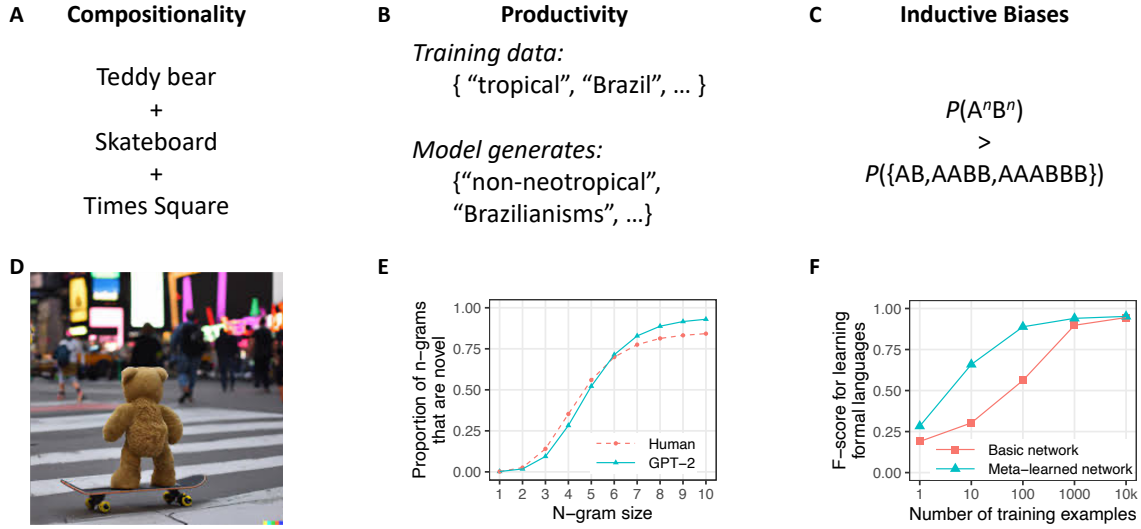 A
Compositionality
Teddy bear
+
Skateboard
+
Times Square
B
Productivity
Training data:
{ “tropical”, “Brazil”, … }
Model generates:
{“non-neotropical”,
“Brazilianisms”, …}
C
Inductive Biases
P(AⁿBⁿ)
>
P({AB,AABB,AAABBB})
D
E
Proportion of n-grams
that are novel
1.00
0.75
0.50
0.25
0.00
Human
GPT−2
1 2 3 4 5 6 7 8 9 10
N−gram size
F
F−score for learning
formal languages
1.00
0.75
0.50
0.25
0.00
Basic network
Meta−learned network
1 10 100 1000 10k
Number of training examples